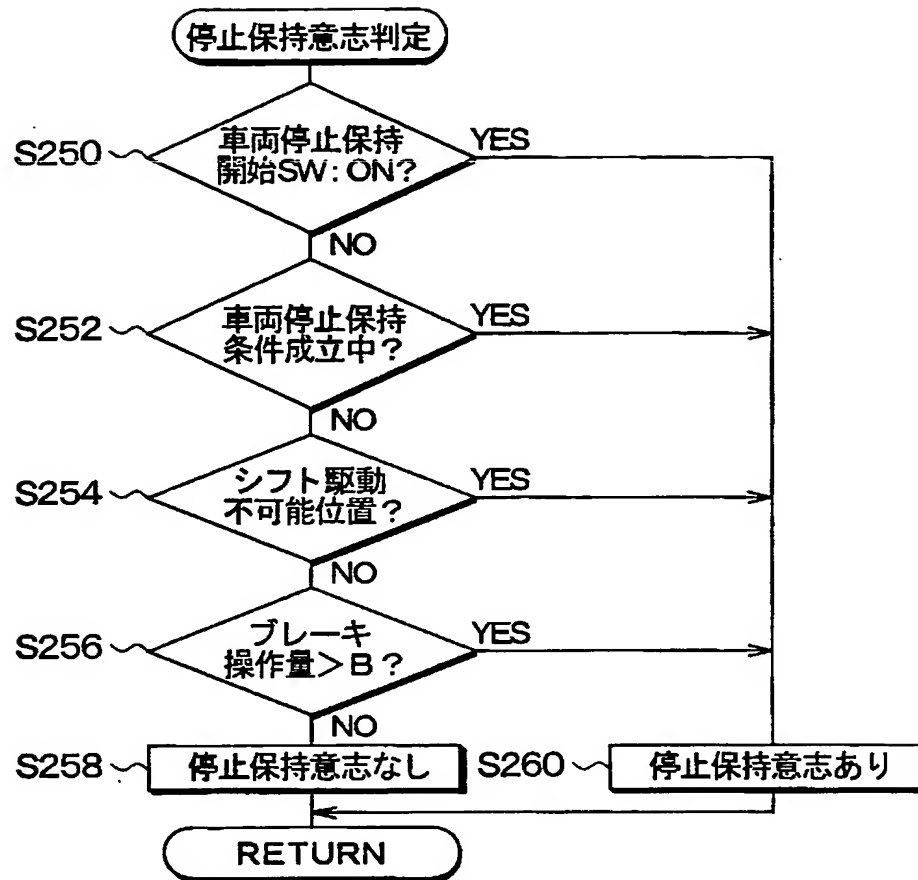 停止保持意志判定
S250
車両停止保持
開始SW:ON?
YES
NO
S252
車両停止保持
条件成立中?
YES
NO
S254
シフト駆動
不可能位置?
YES
NO
S256
ブレーキ
操作量>B?
YES
NO
S258
停止保持意志なし
S260
停止保持意志あり
RETURN